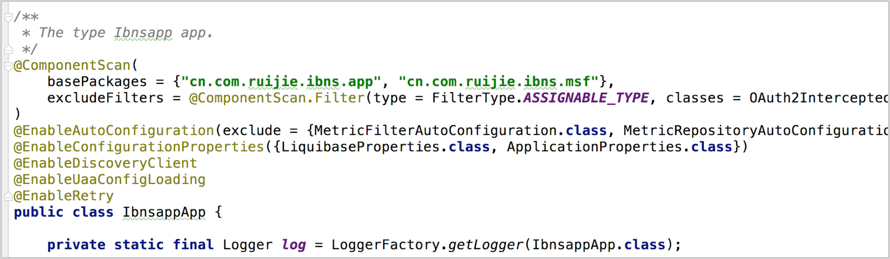 /**
 * The type Ibnsapp app.
 */
@ComponentScan(
    basePackages = {"cn.com.ruijie.ibns.app", "cn.com.ruijie.ibns.msf"},
    excludeFilters = @ComponentScan.Filter(type = FilterType.ASSIGNABLE_TYPE, classes = OAuth2Intercepted
)
@EnableAutoConfiguration(exclude = {MetricFilterAutoConfiguration.class, MetricRepositoryAutoConfiguratio
@EnableConfigurationProperties({LiquibaseProperties.class, ApplicationProperties.class})
@EnableDiscoveryClient
@EnableUaaConfigLoading
@EnableRetry
public class IbnsappApp {
    private static final Logger log = LoggerFactory.getLogger(IbnsappApp.class);